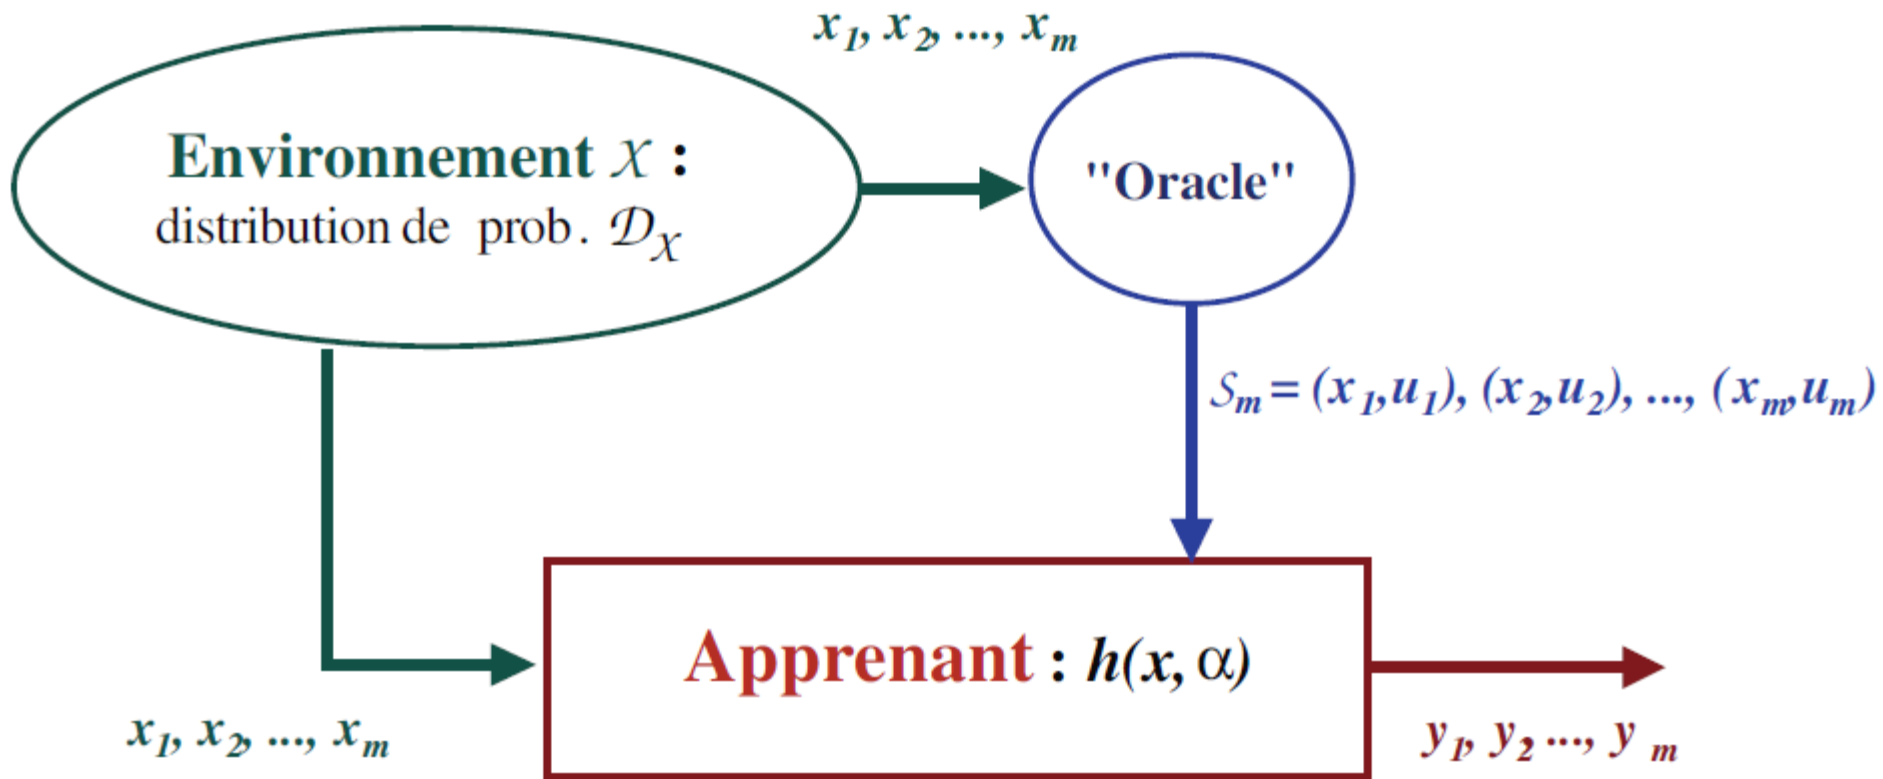 x1, x2, ..., xm
Environnement X :
distribution de prob. DX
"Oracle"
Sm = (x1,u1), (x2,u2), ..., (xm,um)
Apprenant : h(x, α)
x1, x2, ..., xm
y1, y2 ..., y m